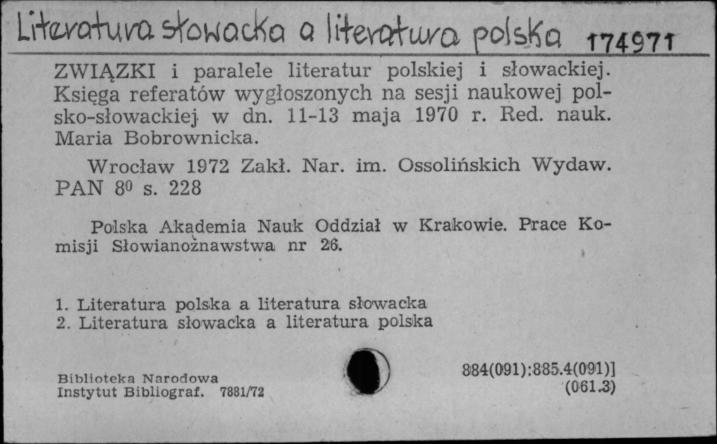 Literatura słowacka a literatura polska 174971
ZWIĄZKI i paralele literatur polskiej i słowackiej.
Księga referatów wygłoszonych na sesji naukowej pol-
sko-słowackiej w dn. 11-13 maja 1970 r. Red. nauk.
Maria Bobrownicka.
Wrocław 1972 Zakł. Nar. im. Ossolińskich Wydaw.
PAN 8⁰ s. 228
Polska Akademia Nauk Oddział w Krakowie. Prace Ko-
misji Słowianoznawstwa nr 26.
1. Literatura polska a literatura słowacka
2. Literatura słowacka a literatura polska
884(091):885.4(091)]
(061.3)
Biblioteka Narodowa
Instytut Bibliograf. 7881/72